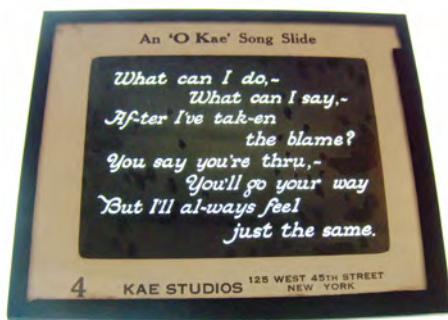 An 'O Kae' Song Slide
What can I do,-
What can I say,-
Af-ter I've tak-en
the blame?
You say you're thru,-
You'll go your way
But I'll al-ways feel
just the same.
4 KAE STUDIOS 125 WEST 45TH STREET
NEW YORK